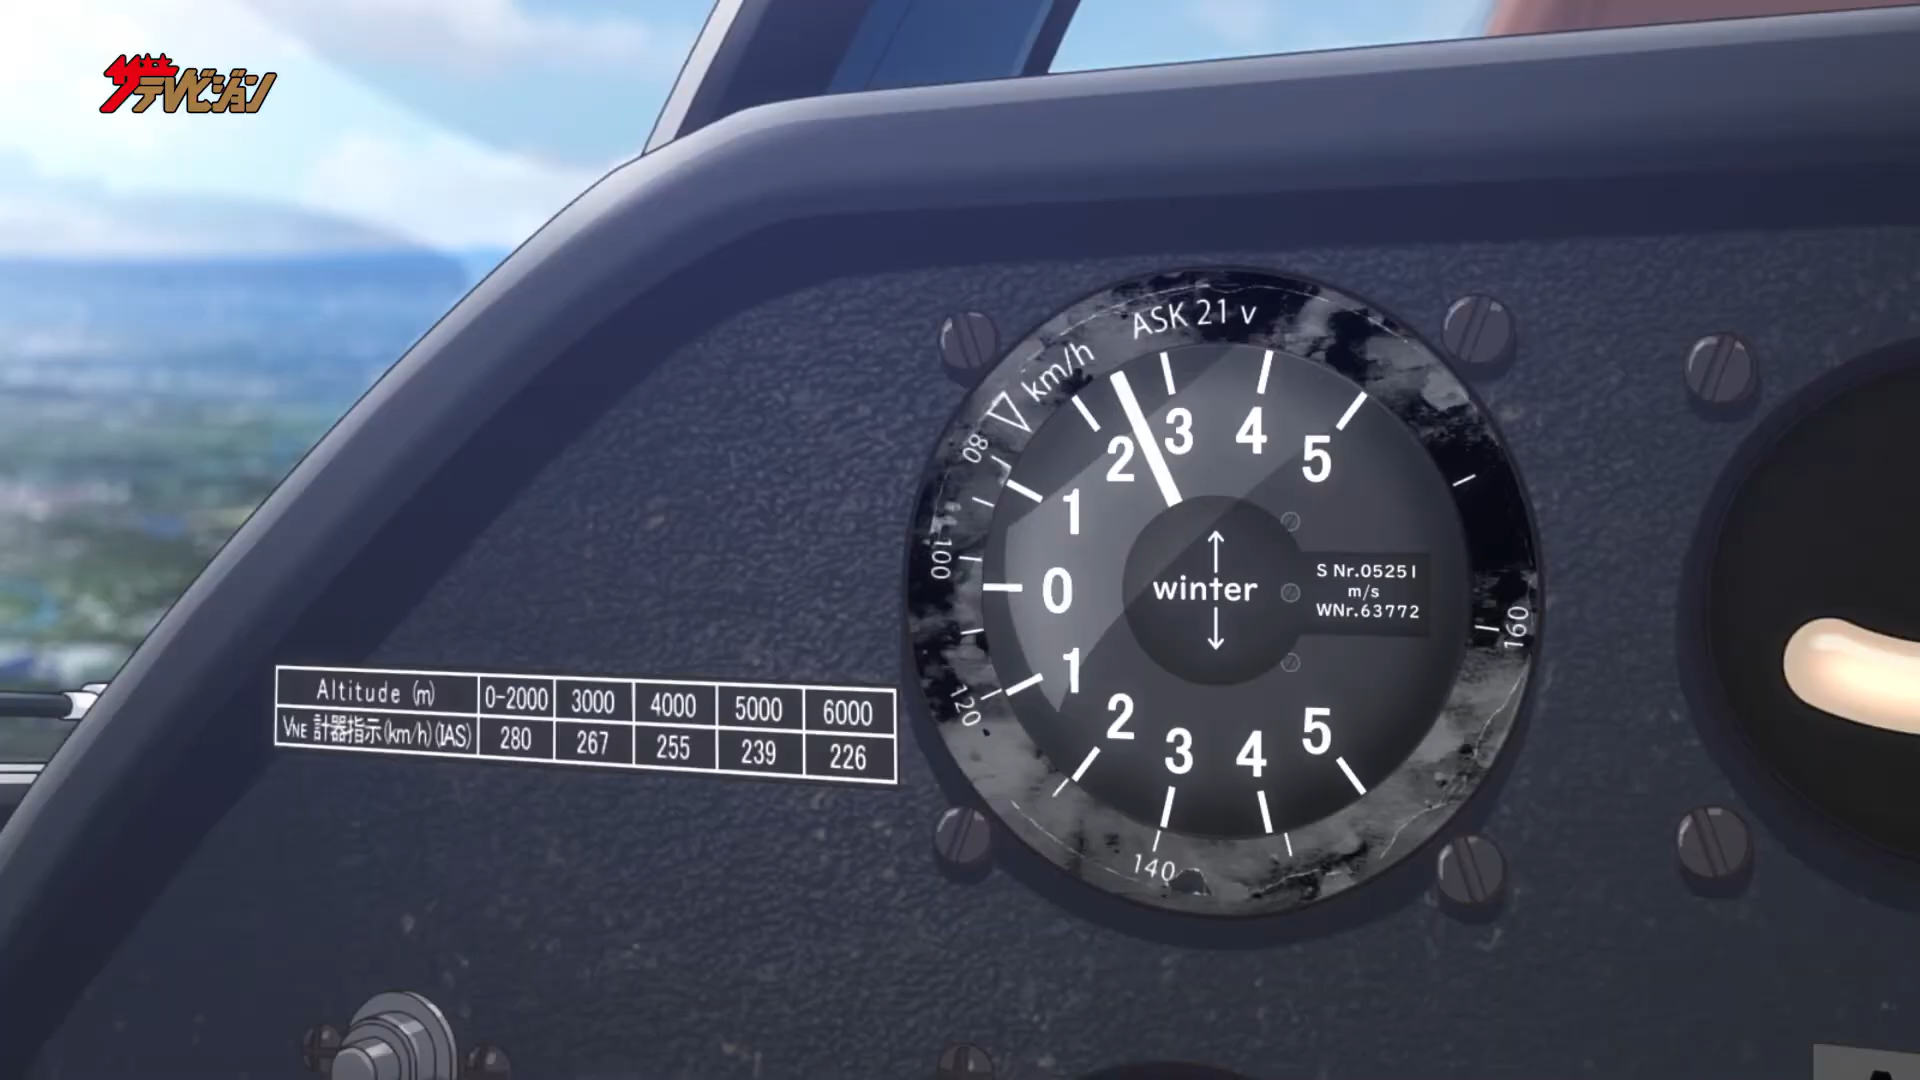 ザテレビジョン
ASK 21 v
▽ km/h
80
100
120
140
160
1 2 3 4 5
0
1 2 3 4 5
winter
S Nr.05251
m/s
WNr.63772
Altitude (m) 0-2000 3000 4000 5000 6000
VNE 計器指示(km/h)(IAS) 280 267 255 239 226